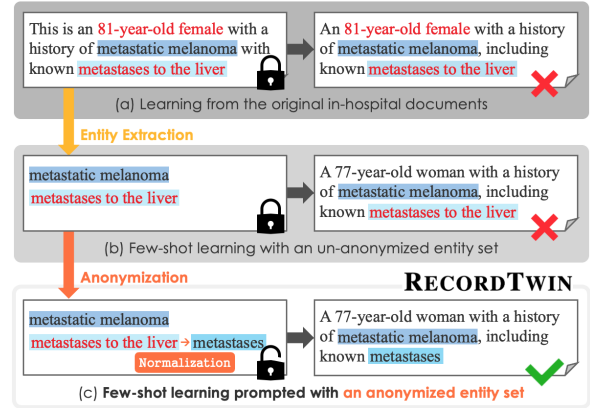 This is an 81-year-old female with a
history of metastatic melanoma with
known metastases to the liver
An 81-year-old female with a
history of metastatic melanoma, including
known metastases to the liver
(a) Learning from the original in-hospital documents
Entity Extraction
metastatic melanoma
metastases to the liver
A 77-year-old woman with a history
of metastatic melanoma, including
known metastases to the liver
(b) Few-shot learning with an un-anonymized entity set
Anonymization
RECORDTWIN
metastatic melanoma
metastases to the liver → metastases
Normalization
A 77-year-old woman with a history
of metastatic melanoma, including
known metastases
(c) Few-shot learning prompted with an anonymized entity set